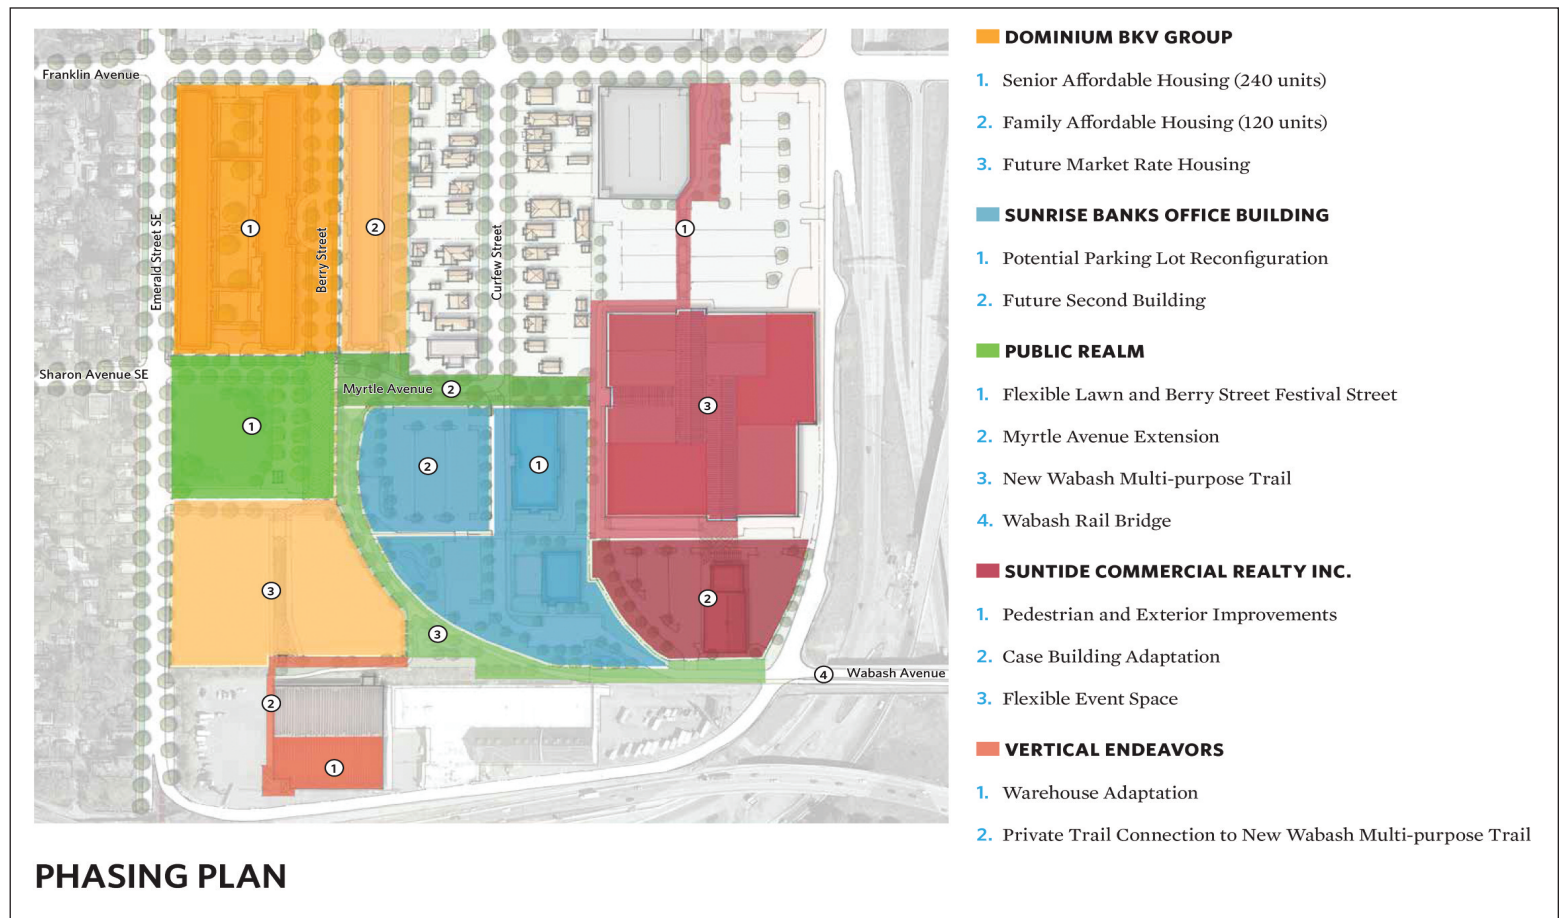 Franklin Avenue
Emerald Street SE
Berry Street
Curfew Street
1
2
1
Sharon Avenue SE
Myrtle Avenue 2
3
1
2
1
3
2
3
4 Wabash Avenue
2
1
PHASING PLAN
DOMINIUM BKV GROUP
1. Senior Affordable Housing (240 units)
2. Family Affordable Housing (120 units)
3. Future Market Rate Housing
SUNRISE BANKS OFFICE BUILDING
1. Potential Parking Lot Reconfiguration
2. Future Second Building
PUBLIC REALM
1. Flexible Lawn and Berry Street Festival Street
2. Myrtle Avenue Extension
3. New Wabash Multi-purpose Trail
4. Wabash Rail Bridge
SUNTIDE COMMERCIAL REALTY INC.
1. Pedestrian and Exterior Improvements
2. Case Building Adaptation
3. Flexible Event Space
VERTICAL ENDEAVORS
1. Warehouse Adaptation
2. Private Trail Connection to New Wabash Multi-purpose Trail